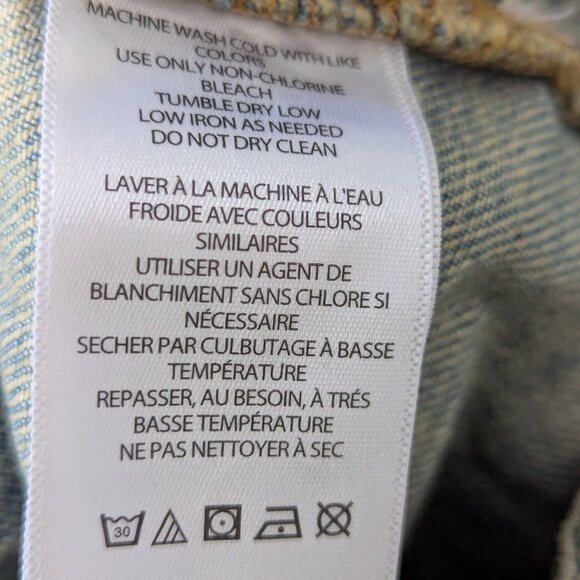 MACHINE WASH COLD WITH LIKE
COLORS
USE ONLY NON-CHLORINE
BLEACH
TUMBLE DRY LOW
LOW IRON AS NEEDED
DO NOT DRY CLEAN
LAVER À LA MACHINE À L'EAU
FROIDE AVEC COULEURS
SIMILAIRES
UTILISER UN AGENT DE
BLANCHIMENT SANS CHLORE SI
NÉCESSAIRE
SECHER PAR CULBUTAGE À BASSE
TEMPÉRATURE
REPASSER, AU BESOIN, À TRÉS
BASSE TEMPÉRATURE
NE PAS NETTOYER À SEC
30